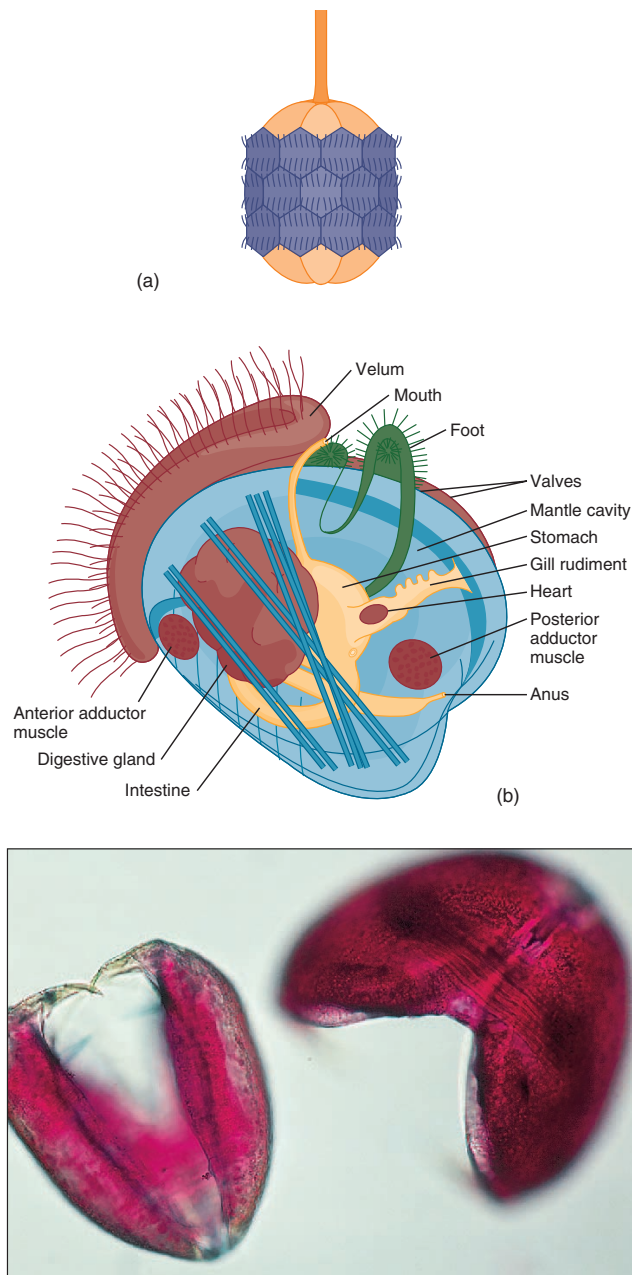 (a)
Velum
Mouth
Foot
Valves
Mantle cavity
Stomach
Gill rudiment
Heart
Posterior
adductor
muscle
Anus
Anterior adductor
muscle
Digestive gland
Intestine
(b)